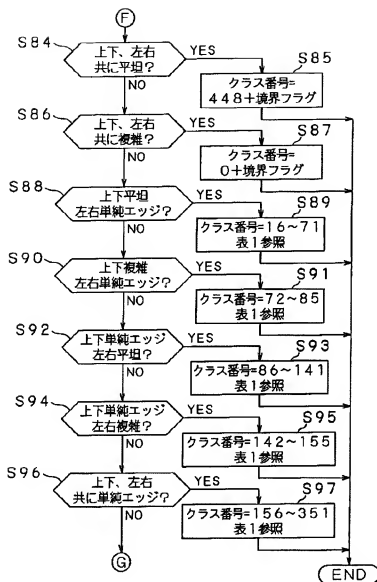 F
S84
上下、左右
共に平坦?
YES
S85
クラス番号=
448+境界フラグ
NO
S86
上下、左右
共に複雑?
YES
S87
クラス番号=
0+境界フラグ
NO
S88
上下平坦
左右単純エッジ?
YES
S89
クラス番号=16~71
表1参照
NO
S90
上下複雑
左右単純エッジ?
YES
S91
クラス番号=72~85
表1参照
NO
S92
上下単純エッジ
左右平坦?
YES
S93
クラス番号=86~141
表1参照
NO
S94
上下単純エッジ
左右複雑?
YES
S95
クラス番号=142~155
表1参照
NO
S96
上下、左右
共に単純エッジ?
YES
S97
クラス番号=156~351
表1参照
NO
G
END